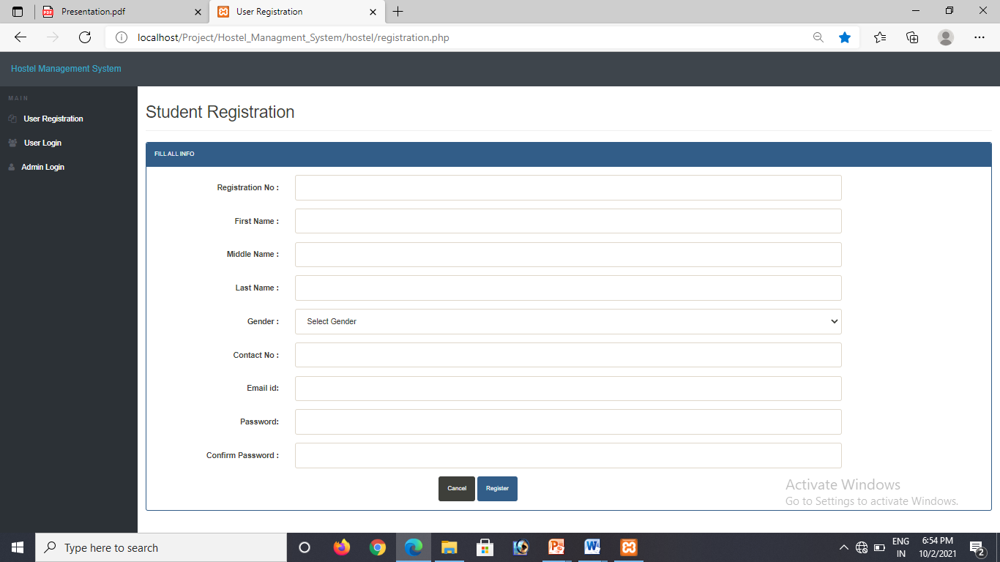 Presentation.pdf
User Registration
localhost/Project/Hostel_Managment_System/hostel/registration.php
Hostel Management System
MAIN
User Registration
User Login
Admin Login
Student Registration
FILL ALL INFO
Registration No :
First Name :
Middle Name :
Last Name :
Gender :
Select Gender
Contact No :
Email id:
Password:
Confirm Password :
Cancel
Register
Activate Windows
Go to Settings to activate Windows.
Type here to search
ENG
IN
6:54 PM
10/2/2021
2